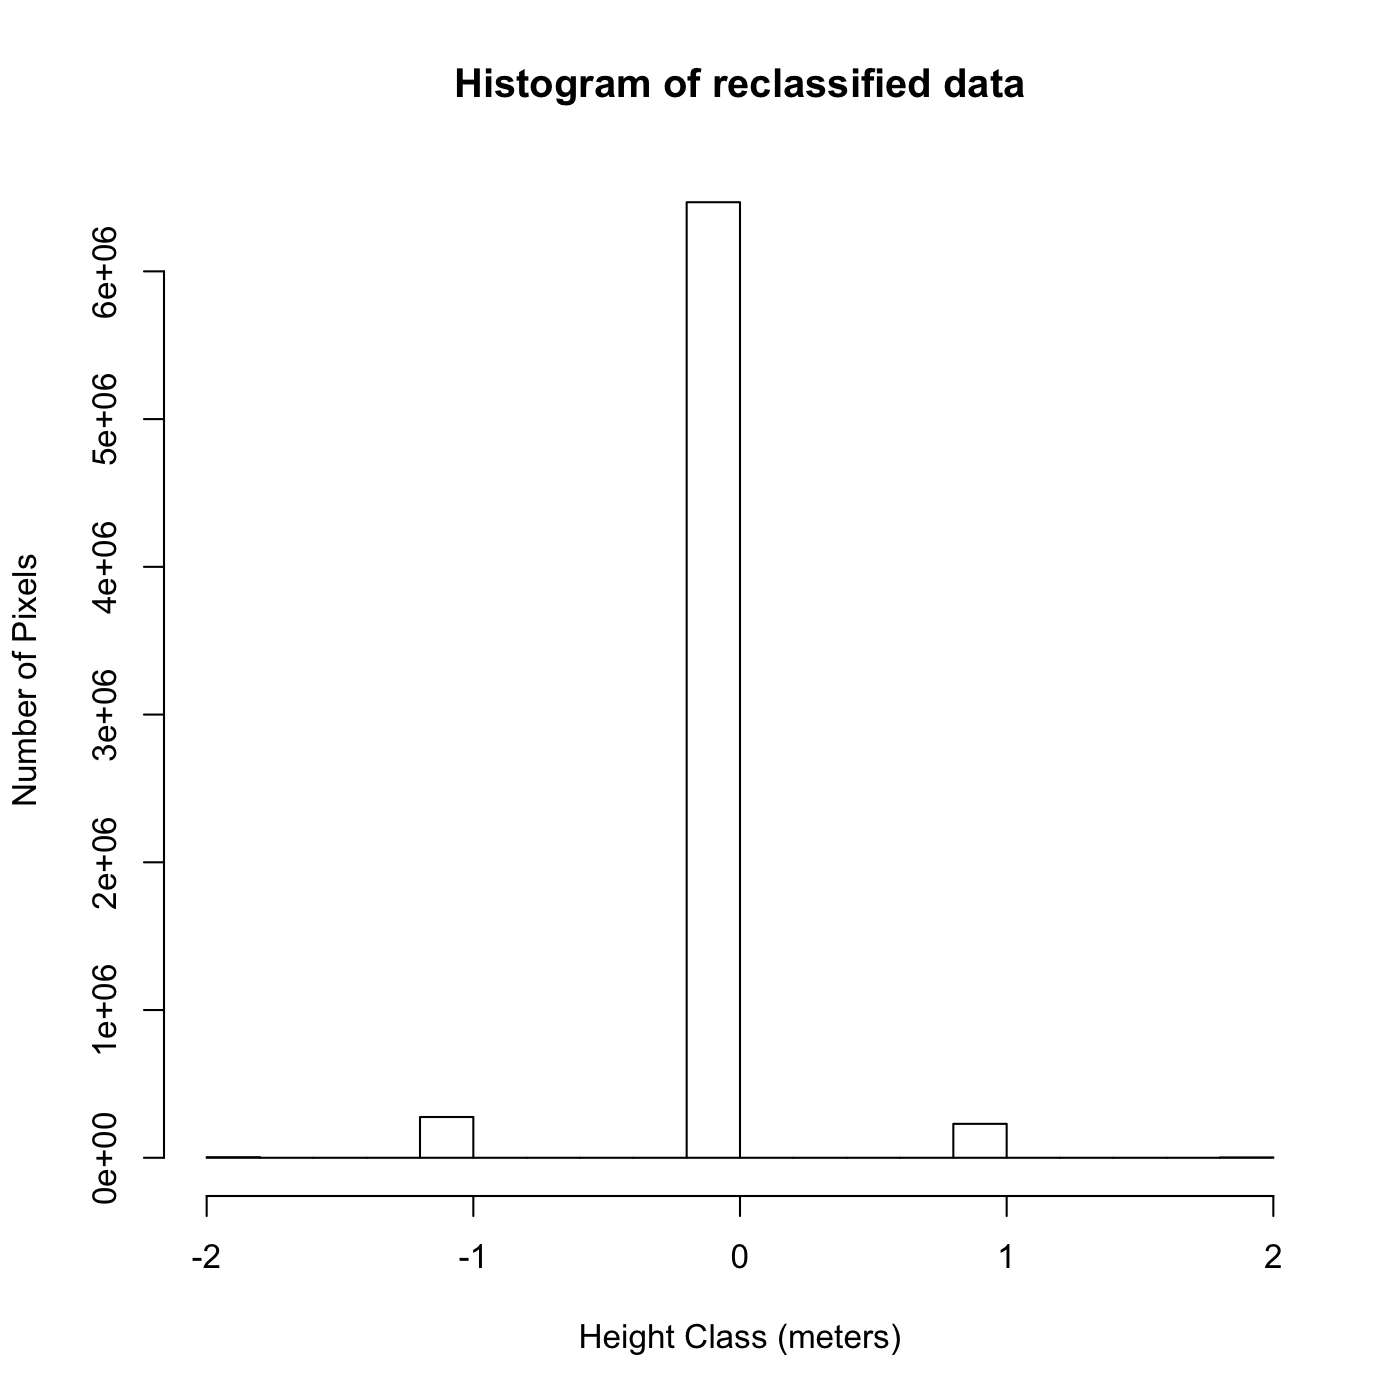 Histogram of reclassified data
Number of Pixels
6e+06
5e+06
4e+06
3e+06
2e+06
1e+06
0e+00
-2 -1 0 1 2
Height Class (meters)